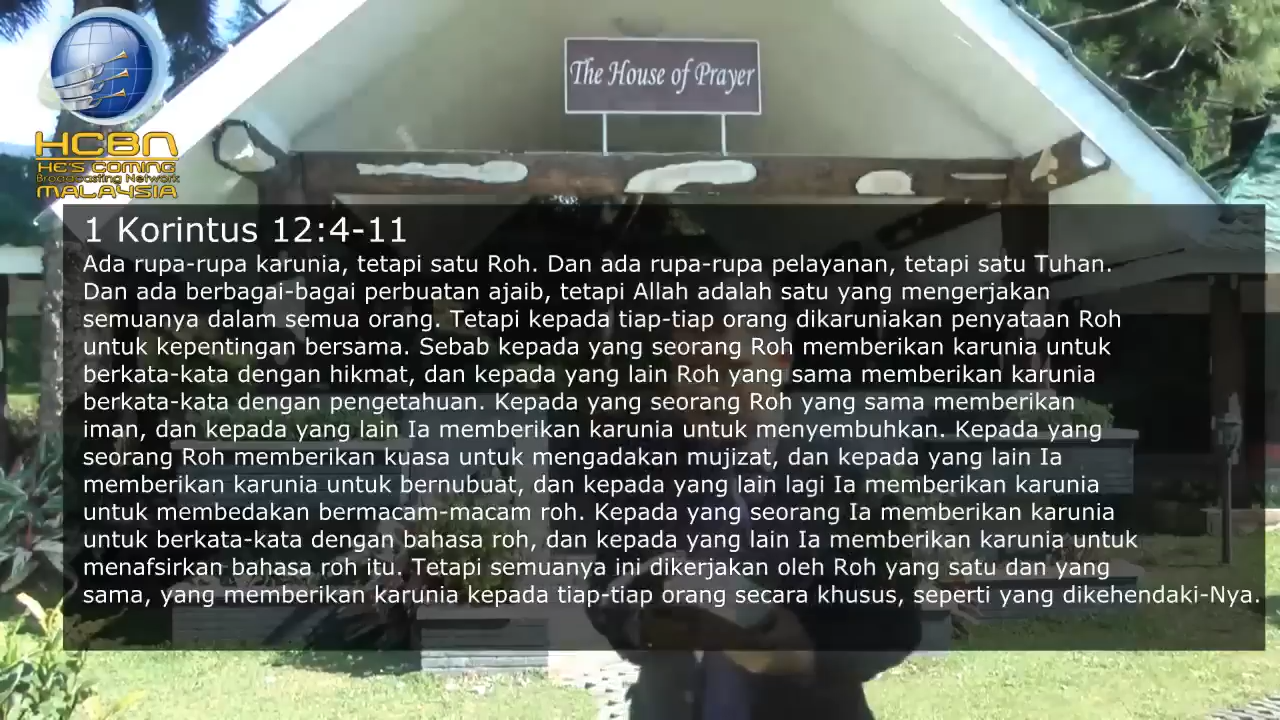 The House of Prayer
HCBN
HE'S COMING
Broadcasting Network
MALAYSIA
1 Korintus 12:4-11
Ada rupa-rupa karunia, tetapi satu Roh. Dan ada rupa-rupa pelayanan, tetapi satu Tuhan.
Dan ada berbagai-bagai perbuatan ajaib, tetapi Allah adalah satu yang mengerjakan
semuanya dalam semua orang. Tetapi kepada tiap-tiap orang dikaruniakan penyataan Roh
untuk kepentingan bersama. Sebab kepada yang seorang Roh memberikan karunia untuk
berkata-kata dengan hikmat, dan kepada yang lain Roh yang sama memberikan karunia
berkata-kata dengan pengetahuan. Kepada yang seorang Roh yang sama memberikan
iman, dan kepada yang lain Ia memberikan karunia untuk menyembuhkan. Kepada yang
seorang Roh memberikan kuasa untuk mengadakan mujizat, dan kepada yang lain Ia
memberikan karunia untuk bernubuat, dan kepada yang lain lagi Ia memberikan karunia
untuk membedakan bermacam-macam roh. Kepada yang seorang Ia memberikan karunia
untuk berkata-kata dengan bahasa roh, dan kepada yang lain Ia memberikan karunia untuk
menafsirkan bahasa roh itu. Tetapi semuanya ini dikerjakan oleh Roh yang satu dan yang
sama, yang memberikan karunia kepada tiap-tiap orang secara khusus, seperti yang dikehendaki-Nya.